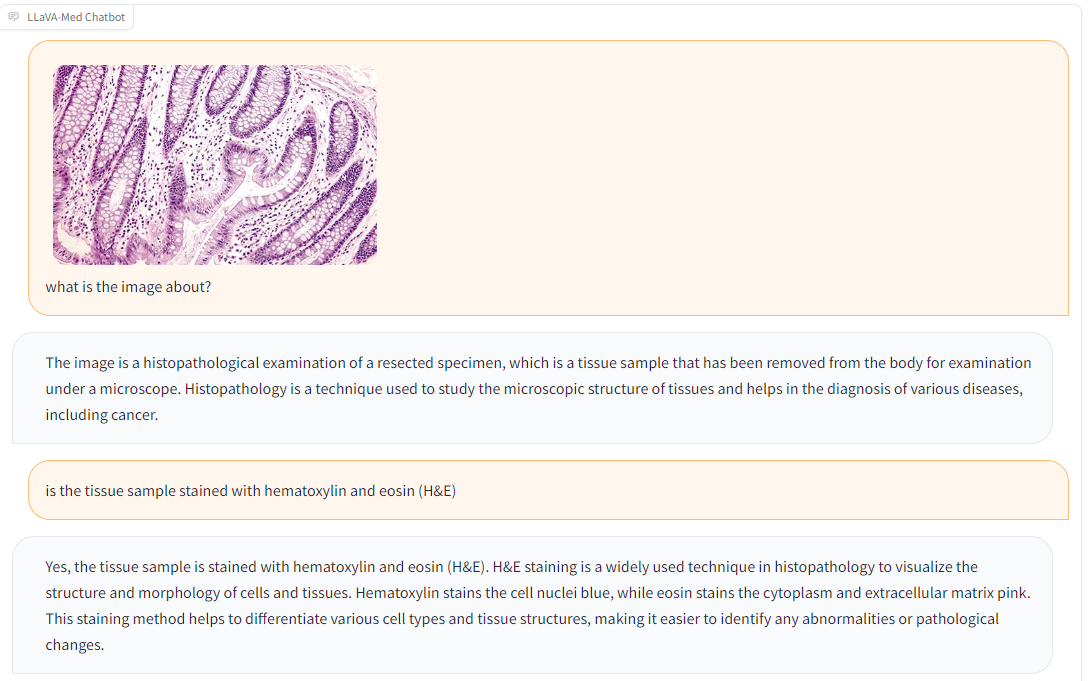 LLaVA-Med Chatbot
what is the image about?
The image is a histopathological examination of a resected specimen, which is a tissue sample that has been removed from the body for examination
under a microscope. Histopathology is a technique used to study the microscopic structure of tissues and helps in the diagnosis of various diseases,
including cancer.
is the tissue sample stained with hematoxylin and eosin (H&E)
Yes, the tissue sample is stained with hematoxylin and eosin (H&E). H&E staining is a widely used technique in histopathology to visualize the
structure and morphology of cells and tissues. Hematoxylin stains the cell nuclei blue, while eosin stains the cytoplasm and extracellular matrix pink.
This staining method helps to differentiate various cell types and tissue structures, making it easier to identify any abnormalities or pathological
changes.